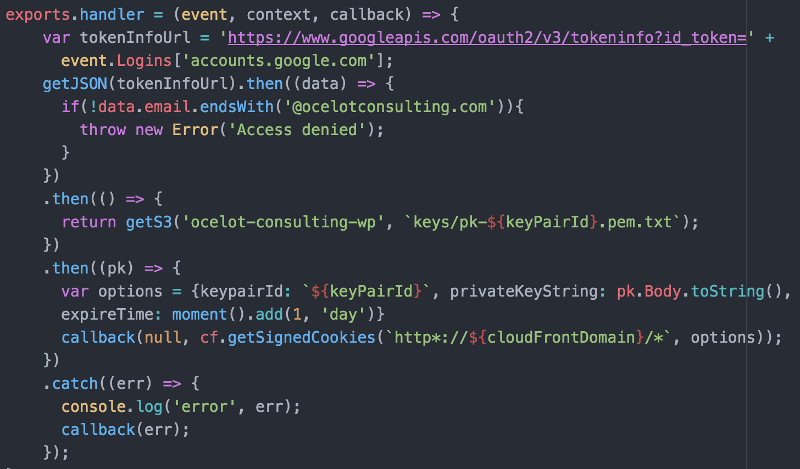 exports.handler = (event, context, callback) => {
var tokenInfoUrl = 'https://www.googleapis.com/oauth2/v3/tokeninfo?id_token=' +
event.Logins['accounts.google.com'];
getJSON(tokenInfoUrl).then((data) => {
if(!data.email.endsWith('@ocelotconsulting.com')){
throw new Error('Access denied');
}
})
.then(() => {
return getS3('ocelot-consulting-wp', `keys/pk-${keyPairId}.pem.txt`);
})
.then((pk) => {
var options = {keypairId: `${keyPairId}`, privateKeyString: pk.Body.toString(),
expireTime: moment().add(1, 'day')}
callback(null, cf.getSignedCookies(`http*://${cloudFrontDomain}/*`, options));
})
.catch((err) => {
console.log('error', err);
callback(err);
});